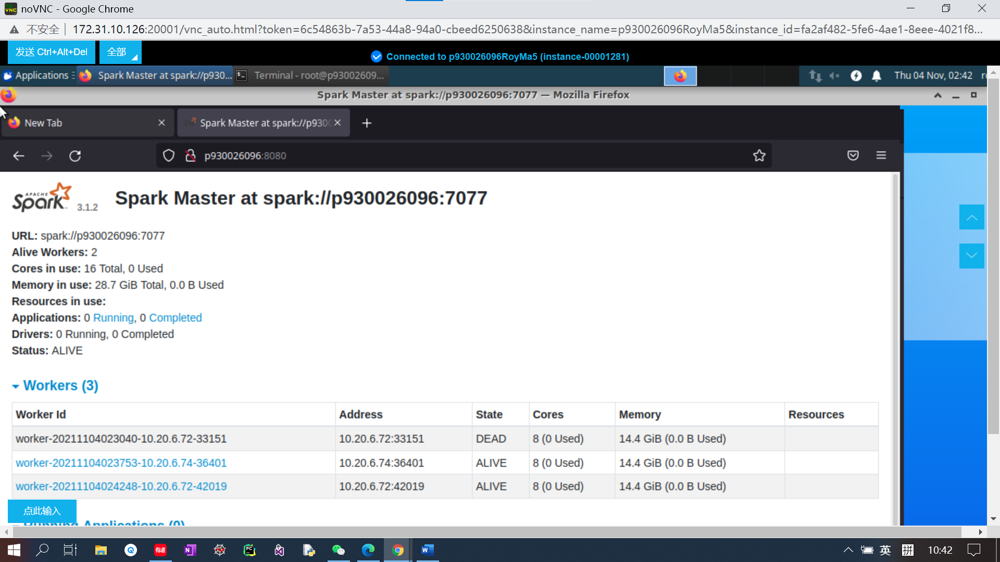 noVNC - Google Chrome
不安全 172.31.10.126:20001/vnc_auto.html?token=6c54863b-7a53-44a8-94a0-cbeed6250638&instance_name=p930026096RoyMa5&instance_id=fa2af482-5fe6-4ae1-8eee-4021f8...
发送 Ctrl+Alt+Del 全部 Connected to p930026096RoyMa5 (instance-00001281)
Applications Spark Master at spark://p930... Terminal - root@p93002609... Thu 04 Nov, 02:42
Spark Master at spark://p930026096:7077 — Mozilla Firefox
New Tab Spark Master at spark://p930
p930026096:8080
APACHE Spark 3.1.2 Spark Master at spark://p930026096:7077
URL: spark://p930026096:7077
Alive Workers: 2
Cores in use: 16 Total, 0 Used
Memory in use: 28.7 GiB Total, 0.0 B Used
Resources in use:
Applications: 0 Running, 0 Completed
Drivers: 0 Running, 0 Completed
Status: ALIVE
Workers (3)
Worker Id Address State Cores Memory Resources
worker-20211104023040-10.20.6.72-33151 10.20.6.72:33151 DEAD 8 (0 Used) 14.4 GiB (0.0 B Used)
worker-20211104023753-10.20.6.74-36401 10.20.6.74:36401 ALIVE 8 (0 Used) 14.4 GiB (0.0 B Used)
worker-20211104024248-10.20.6.72-42019 10.20.6.72:42019 ALIVE 8 (0 Used) 14.4 GiB (0.0 B Used)
点此输入
Running Applications (0)
英 拼 10:42